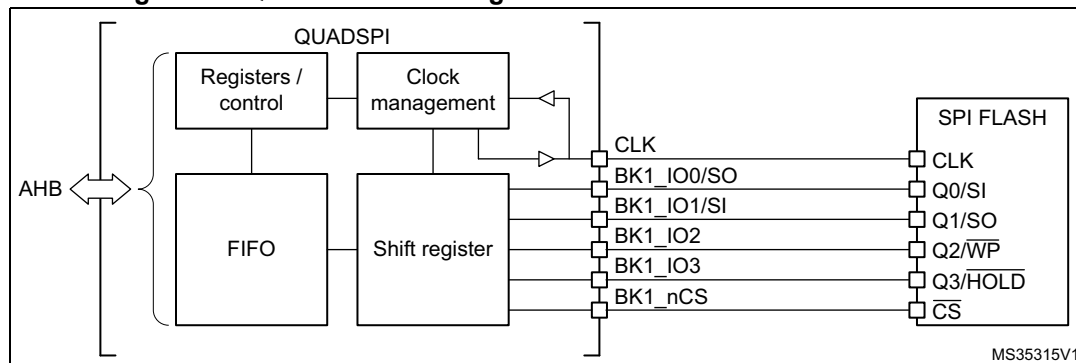 QUADSPI
Registers /
control
Clock
management
AHB
FIFO
Shift register
CLK
BK1_IO0/SO
BK1_IO1/SI
BK1_IO2
BK1_IO3
BK1_nCS
SPI FLASH
CLK
Q0/SI
Q1/SO
Q2/WP
Q3/HOLD
CS
MS35315V1